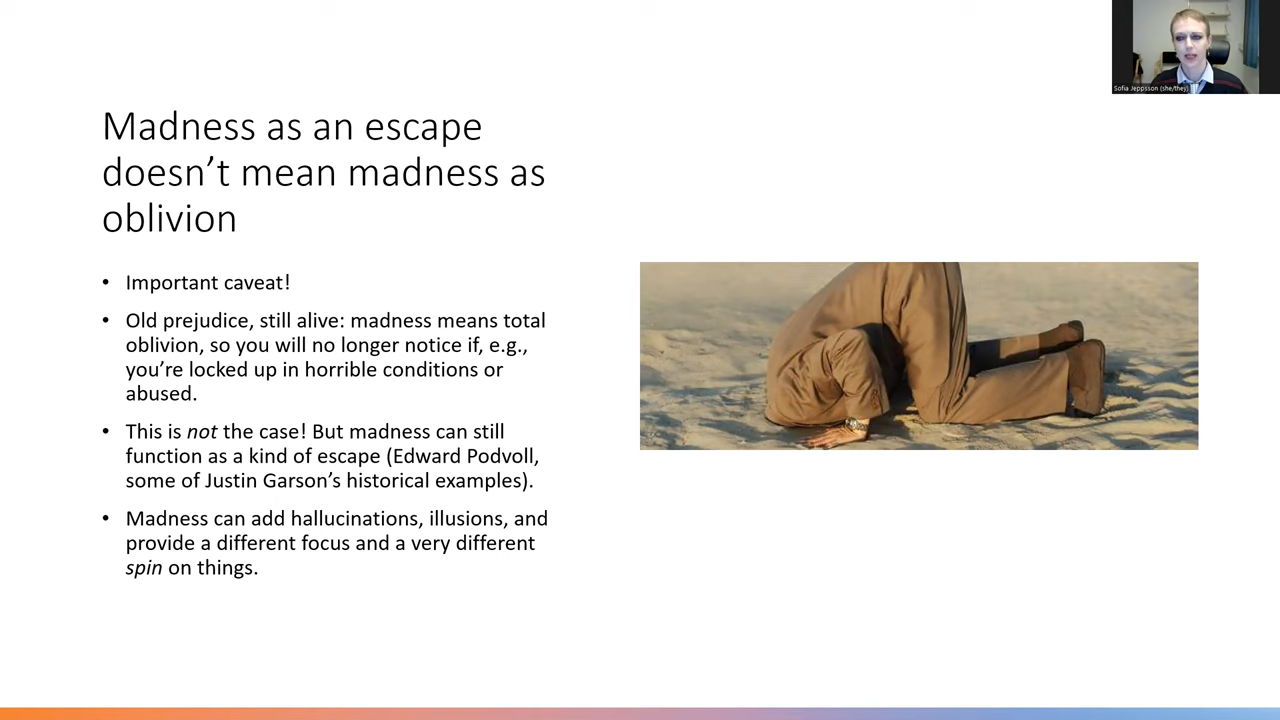 Sofia Jeppsson (she/they)
Madness as an escape
doesn’t mean madness as
oblivion
• Important caveat!
• Old prejudice, still alive: madness means total
oblivion, so you will no longer notice if, e.g.,
you’re locked up in horrible conditions or
abused.
• This is not the case! But madness can still
function as a kind of escape (Edward Podvoll,
some of Justin Garson’s historical examples).
• Madness can add hallucinations, illusions, and
provide a different focus and a very different
spin on things.